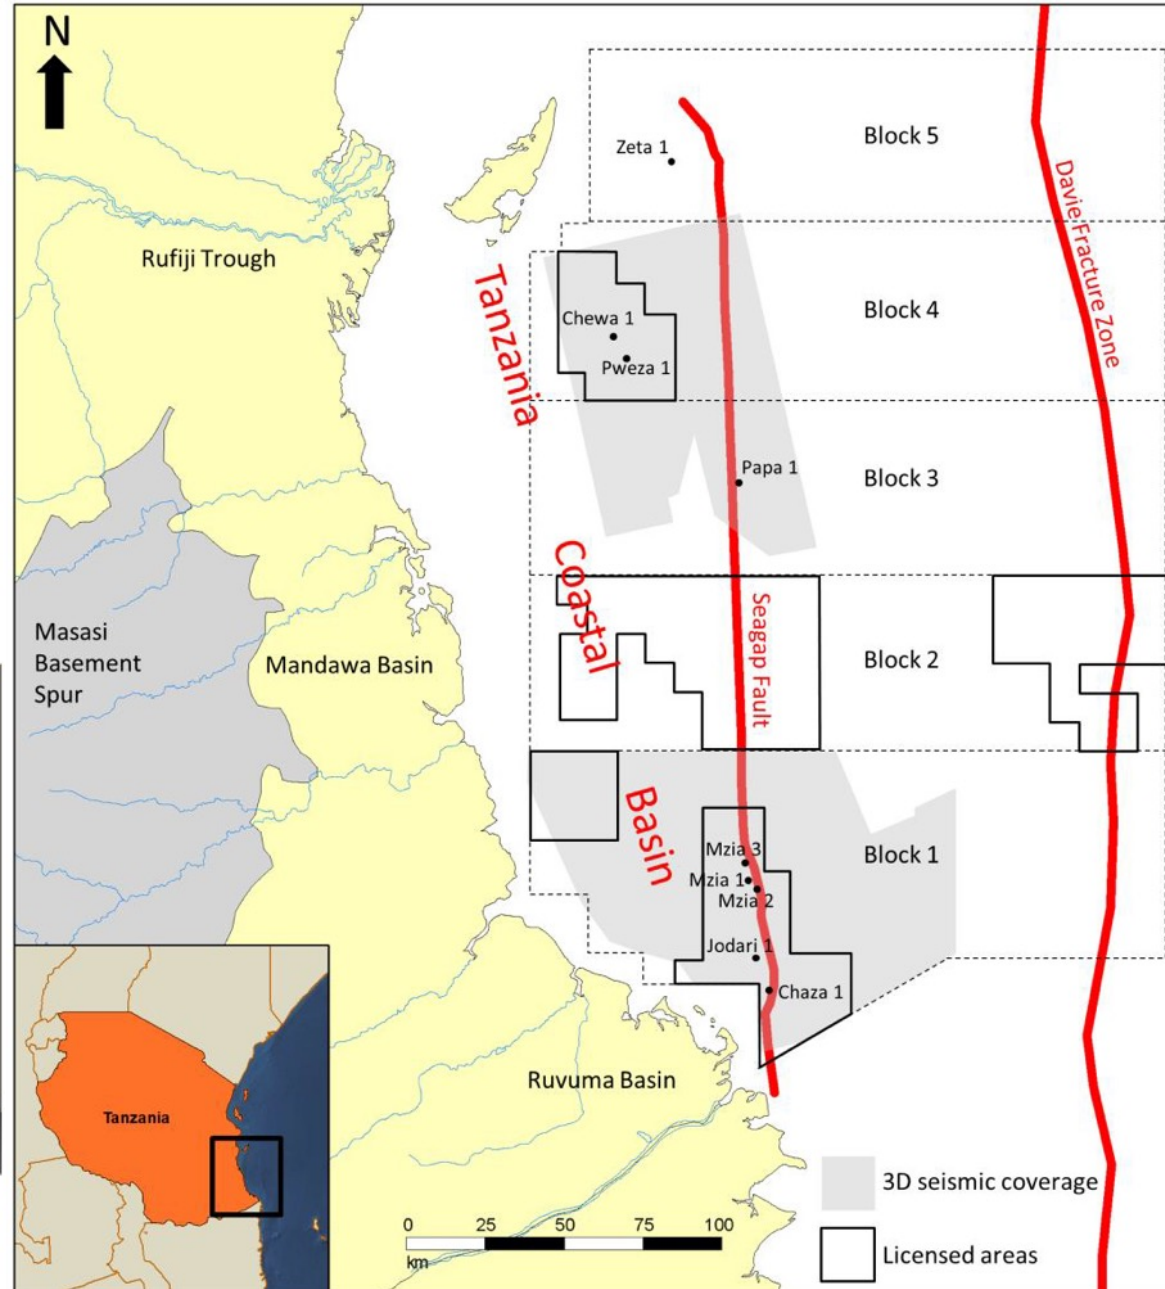 N
Zeta 1
Block 5
Davie Fracture Zone
Rufiji Trough
Tanzania
Block 4
Chewa 1
Pweza 1
Papa 1
Block 3
Coastal
Seagap Fault
Masasi
Basement
Spur
Mandawa Basin
Block 2
Basin
Mzia 3
Block 1
Mzia 1
Mzia 2
Jodari 1
Chaza 1
Ruvuma Basin
Tanzania
0 25 50 75 100
km
3D seismic coverage
Licensed areas